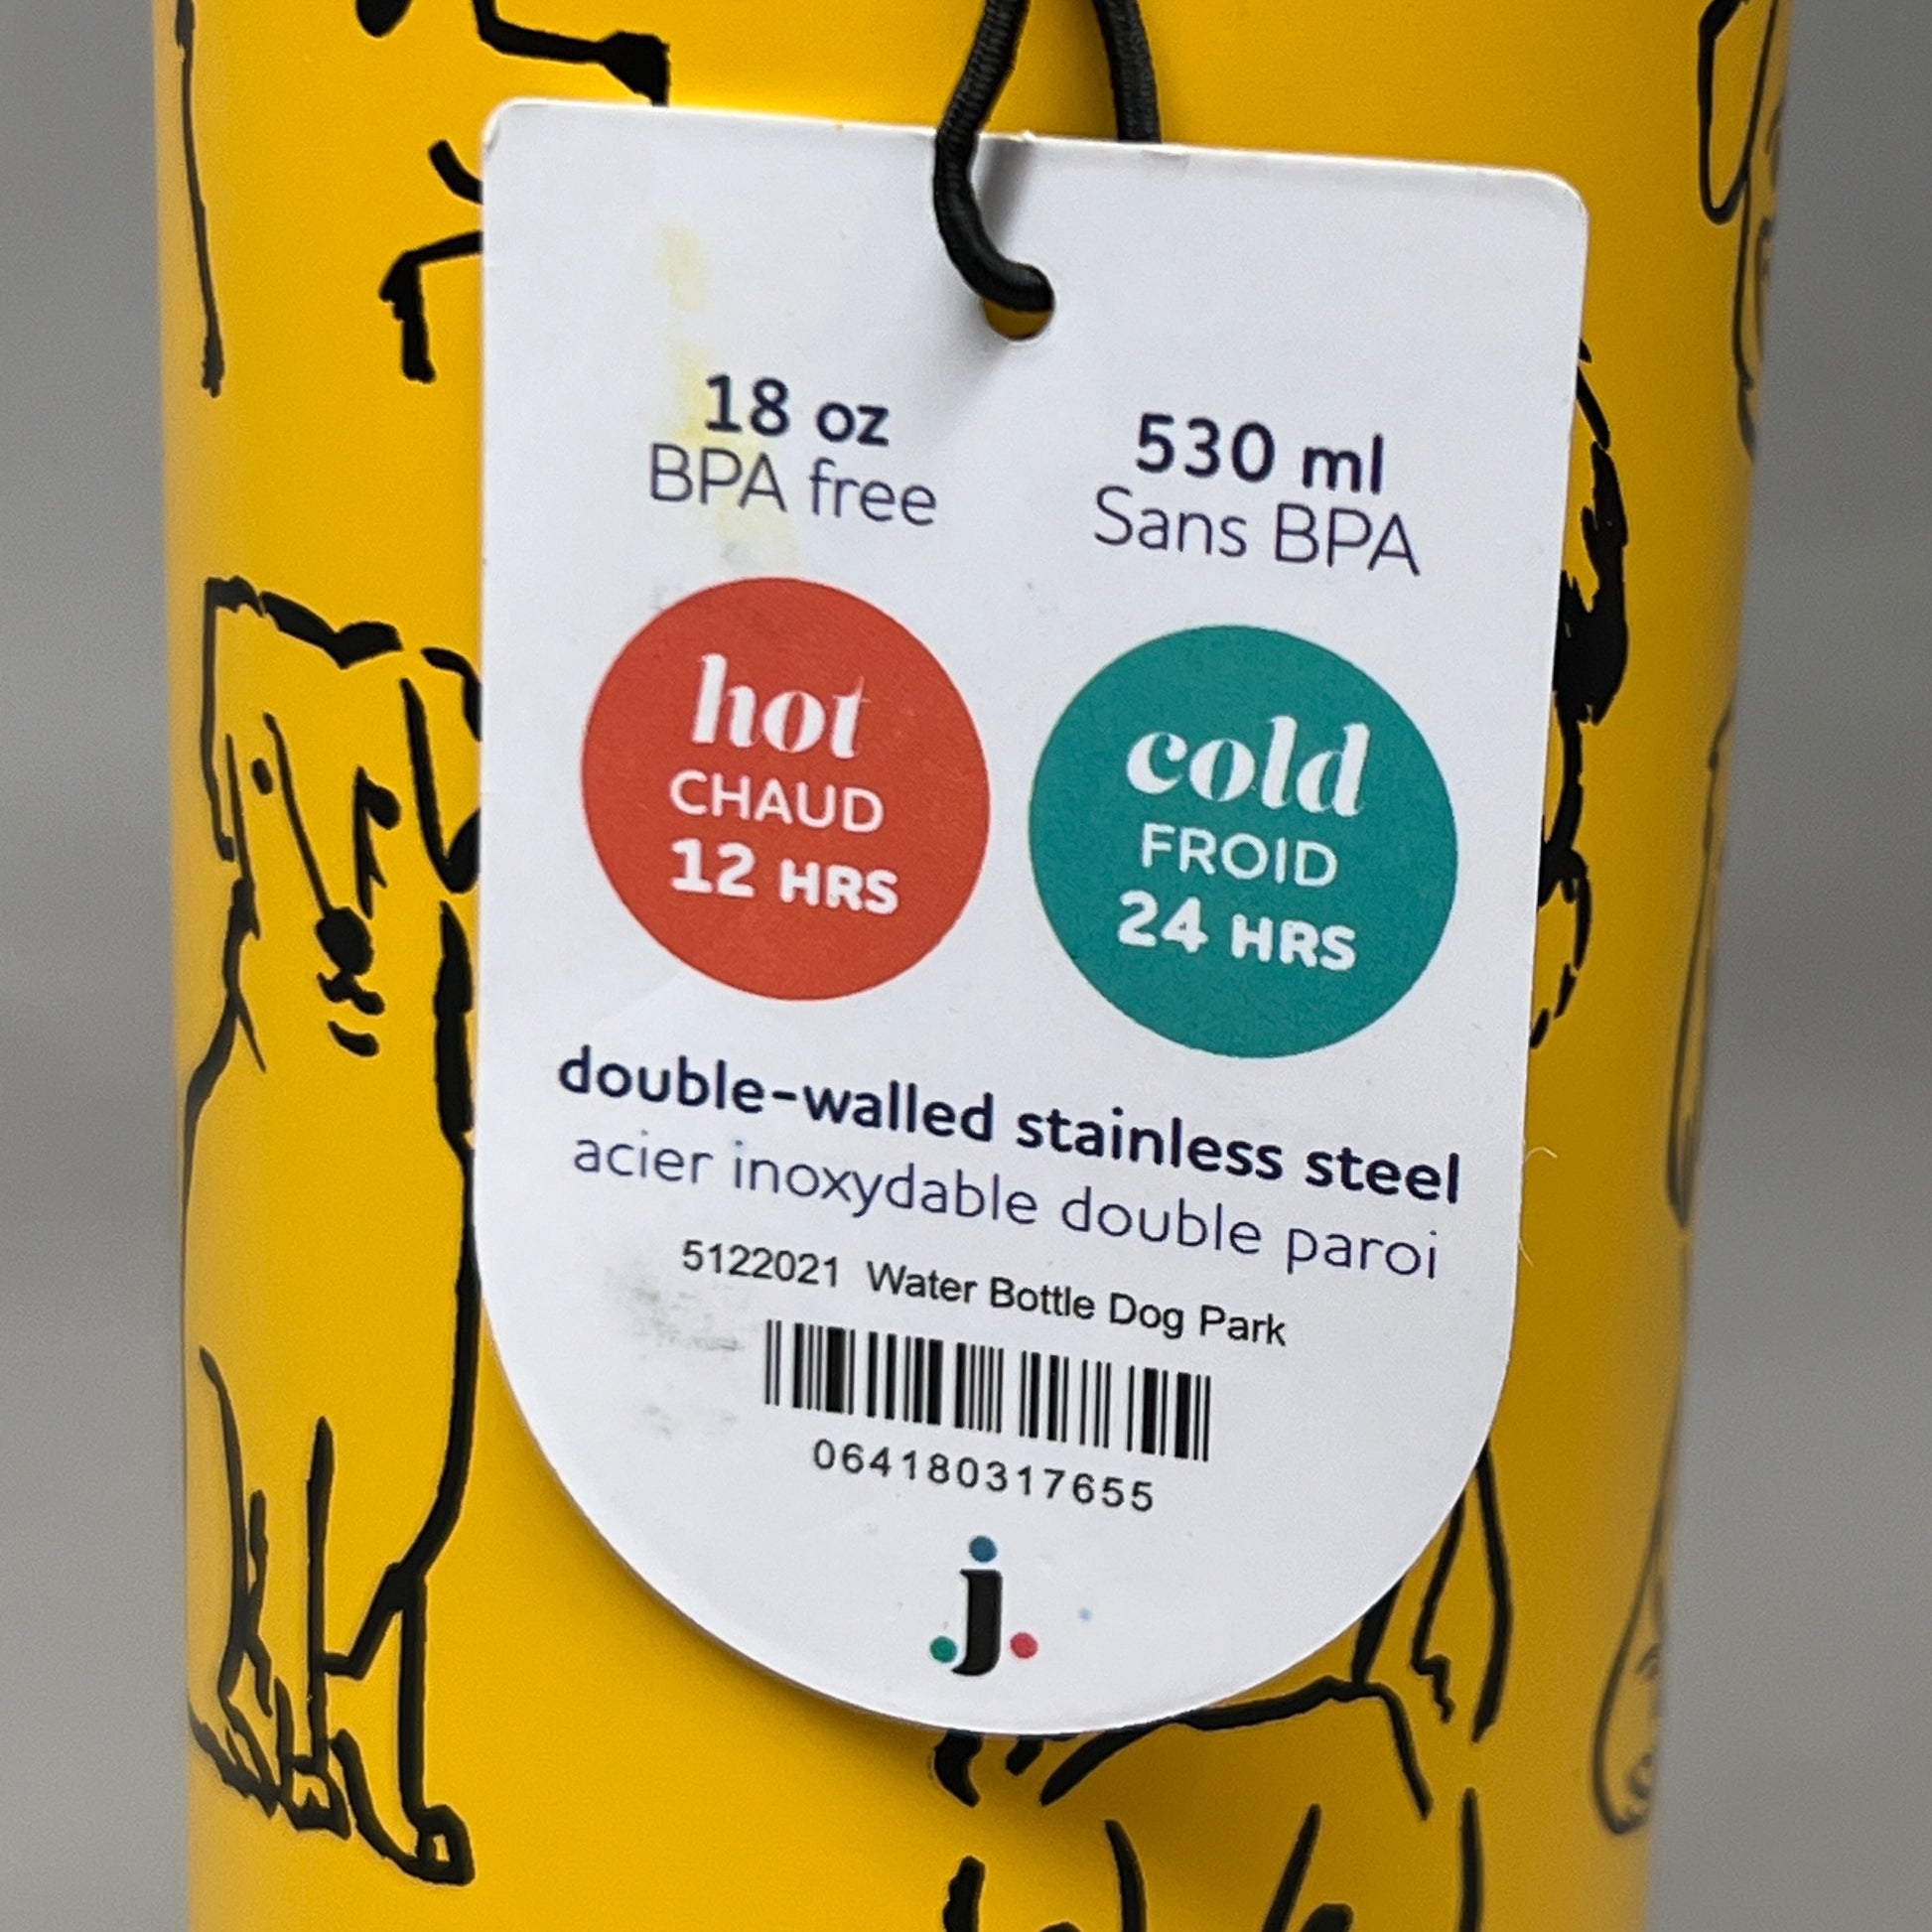 18 oz
BPA free
530 ml
Sans BPA
hot
CHAUD
12 HRS
cold
FROID
24 HRS
double-walled stainless steel
acier inoxydable double paroi
5122021 Water Bottle Dog Park
064180317655
j